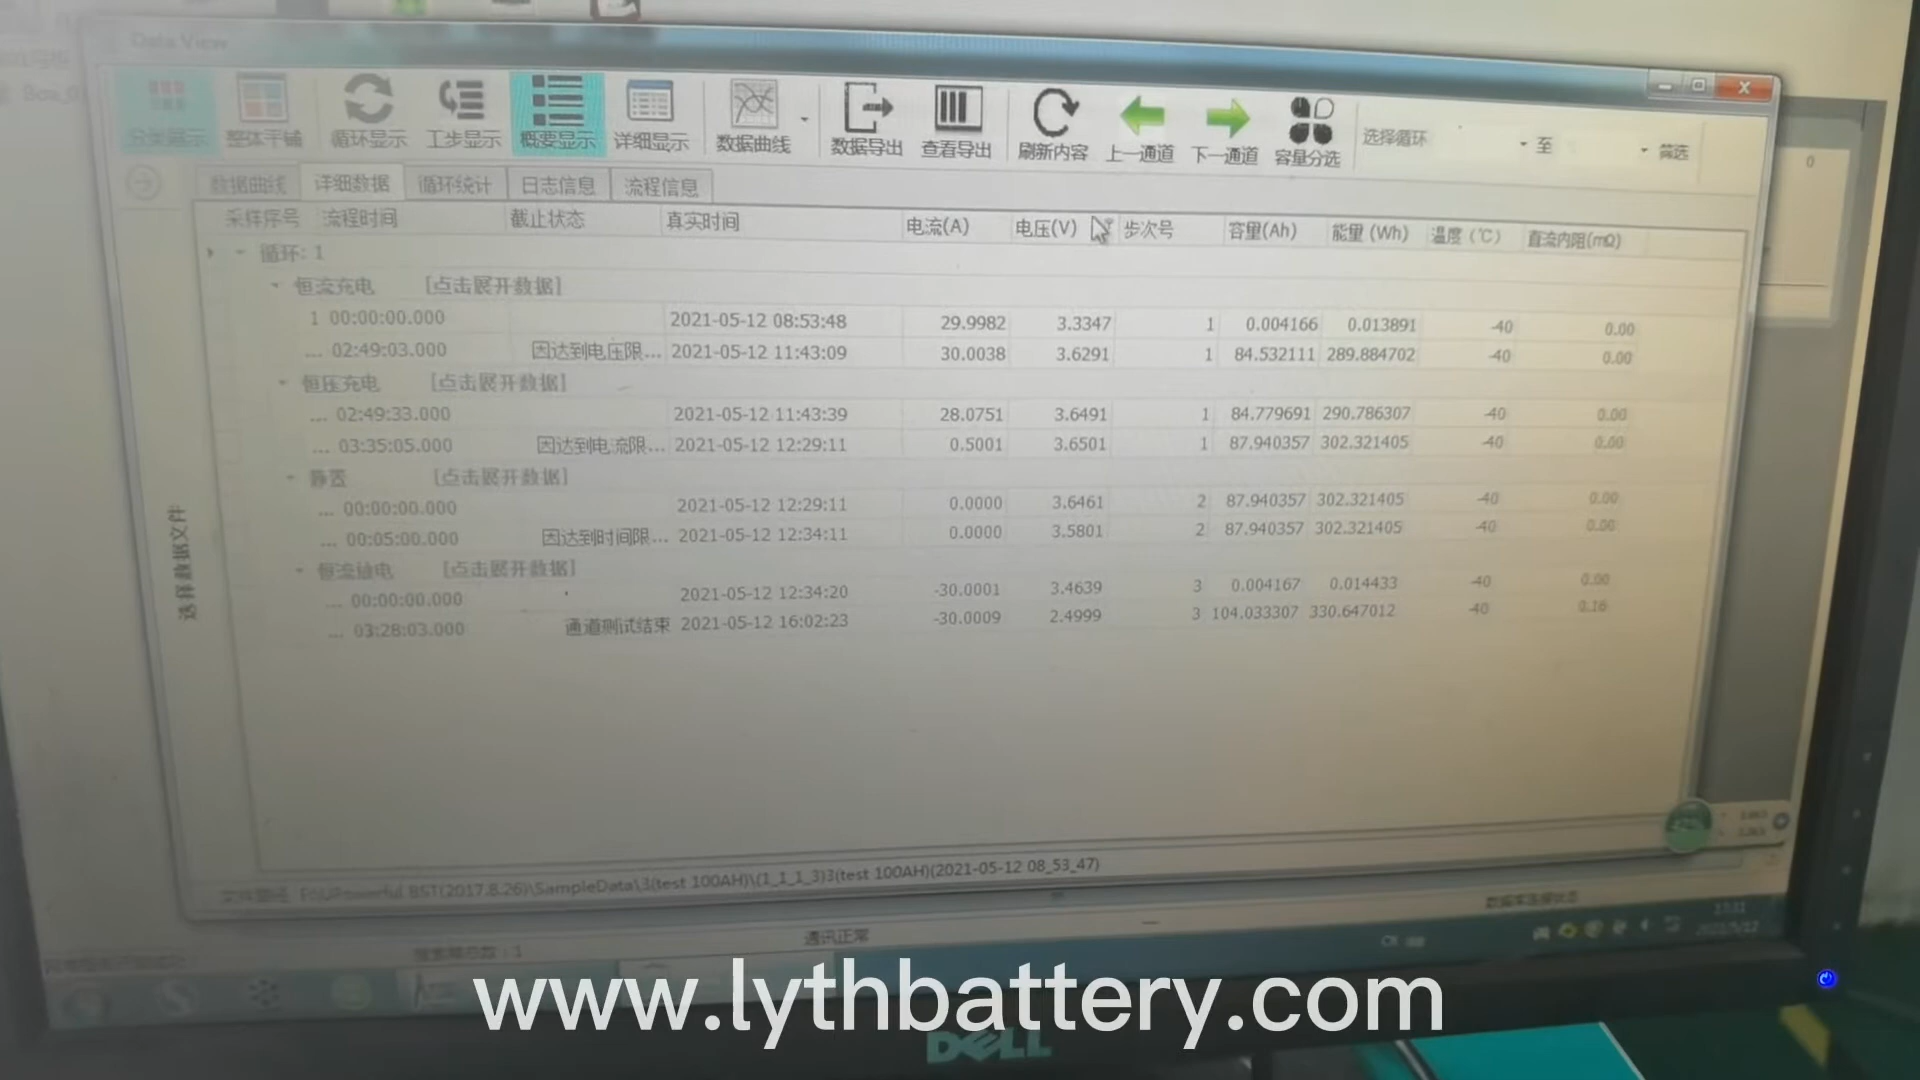 Data View
分类展示 整体平铺 循环显示 工步显示 概要显示 详细显示 数据曲线 数据导出 查看导出 刷新内容 上一通道 下一通道 容量分选 选择循环 至 筛选
数据曲线 详细数据 循环统计 日志信息 流程信息
采样序号 流程时间 截止状态 真实时间 电流(A) 电压(V) 步次号 容量(Ah) 能量 (Wh) 温度 (℃) 直流内阻(mΩ)
循环: 1
恒流充电 [点击展开数据]
1 00:00:00.000 2021-05-12 08:53:48 29.9982 3.3347 1 0.004166 0.013891 -40 0.00
... 02:49:03.000 因达到电压限... 2021-05-12 11:43:09 30.0038 3.6291 1 84.532111 289.884702 -40 0.00
恒压充电 [点击展开数据]
... 02:49:33.000 2021-05-12 11:43:39 28.0751 3.6491 1 84.779691 290.786307 -40 0.00
... 03:35:05.000 因达到电流限... 2021-05-12 12:29:11 0.5001 3.6501 1 87.940357 302.321405 -40 0.00
静置 [点击展开数据]
... 00:00:00.000 2021-05-12 12:29:11 0.0000 3.6461 2 87.940357 302.321405 -40 0.00
... 00:05:00.000 因达到时间限... 2021-05-12 12:34:11 0.0000 3.5801 2 87.940357 302.321405 -40 0.00
恒流放电 [点击展开数据]
... 00:00:00.000 2021-05-12 12:34:20 -30.0001 3.4639 3 0.004167 0.014433 -40 0.00
... 03:28:03.000 通道测试结束 2021-05-12 16:02:23 -30.0009 2.4999 3 104.033307 330.647012 -40 0.16
选择数据文件
BST(2017.8.26)\SampleData\3(test 100AH)\(1_1_1_3)3(test 100AH)(2021-05-12 08_53_47)
通讯正常
www.lythbattery.com
DELL